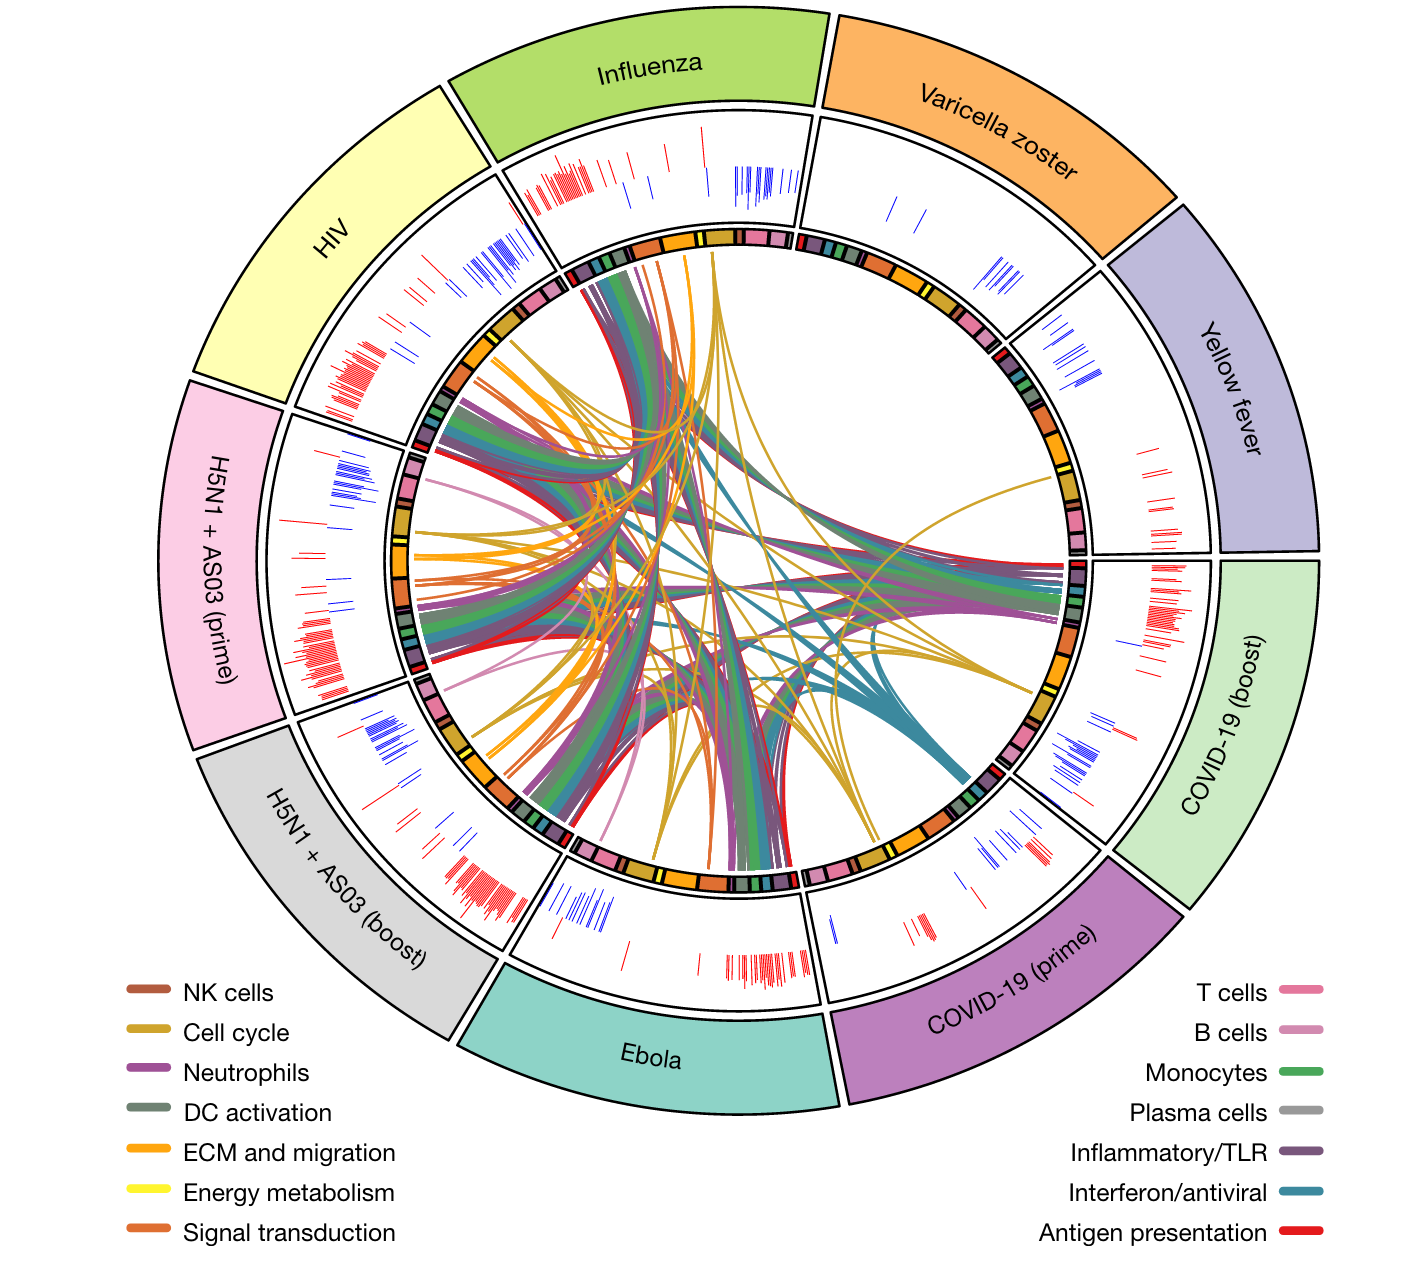 Influenza
Varicella zoster
HIV
Yellow fever
H5N1 + AS03 (prime)
COVID-19 (boost)
H5N1 + AS03 (boost)
COVID-19 (prime)
Ebola
NK cells
Cell cycle
Neutrophils
DC activation
ECM and migration
Energy metabolism
Signal transduction
T cells
B cells
Monocytes
Plasma cells
Inflammatory/TLR
Interferon/antiviral
Antigen presentation